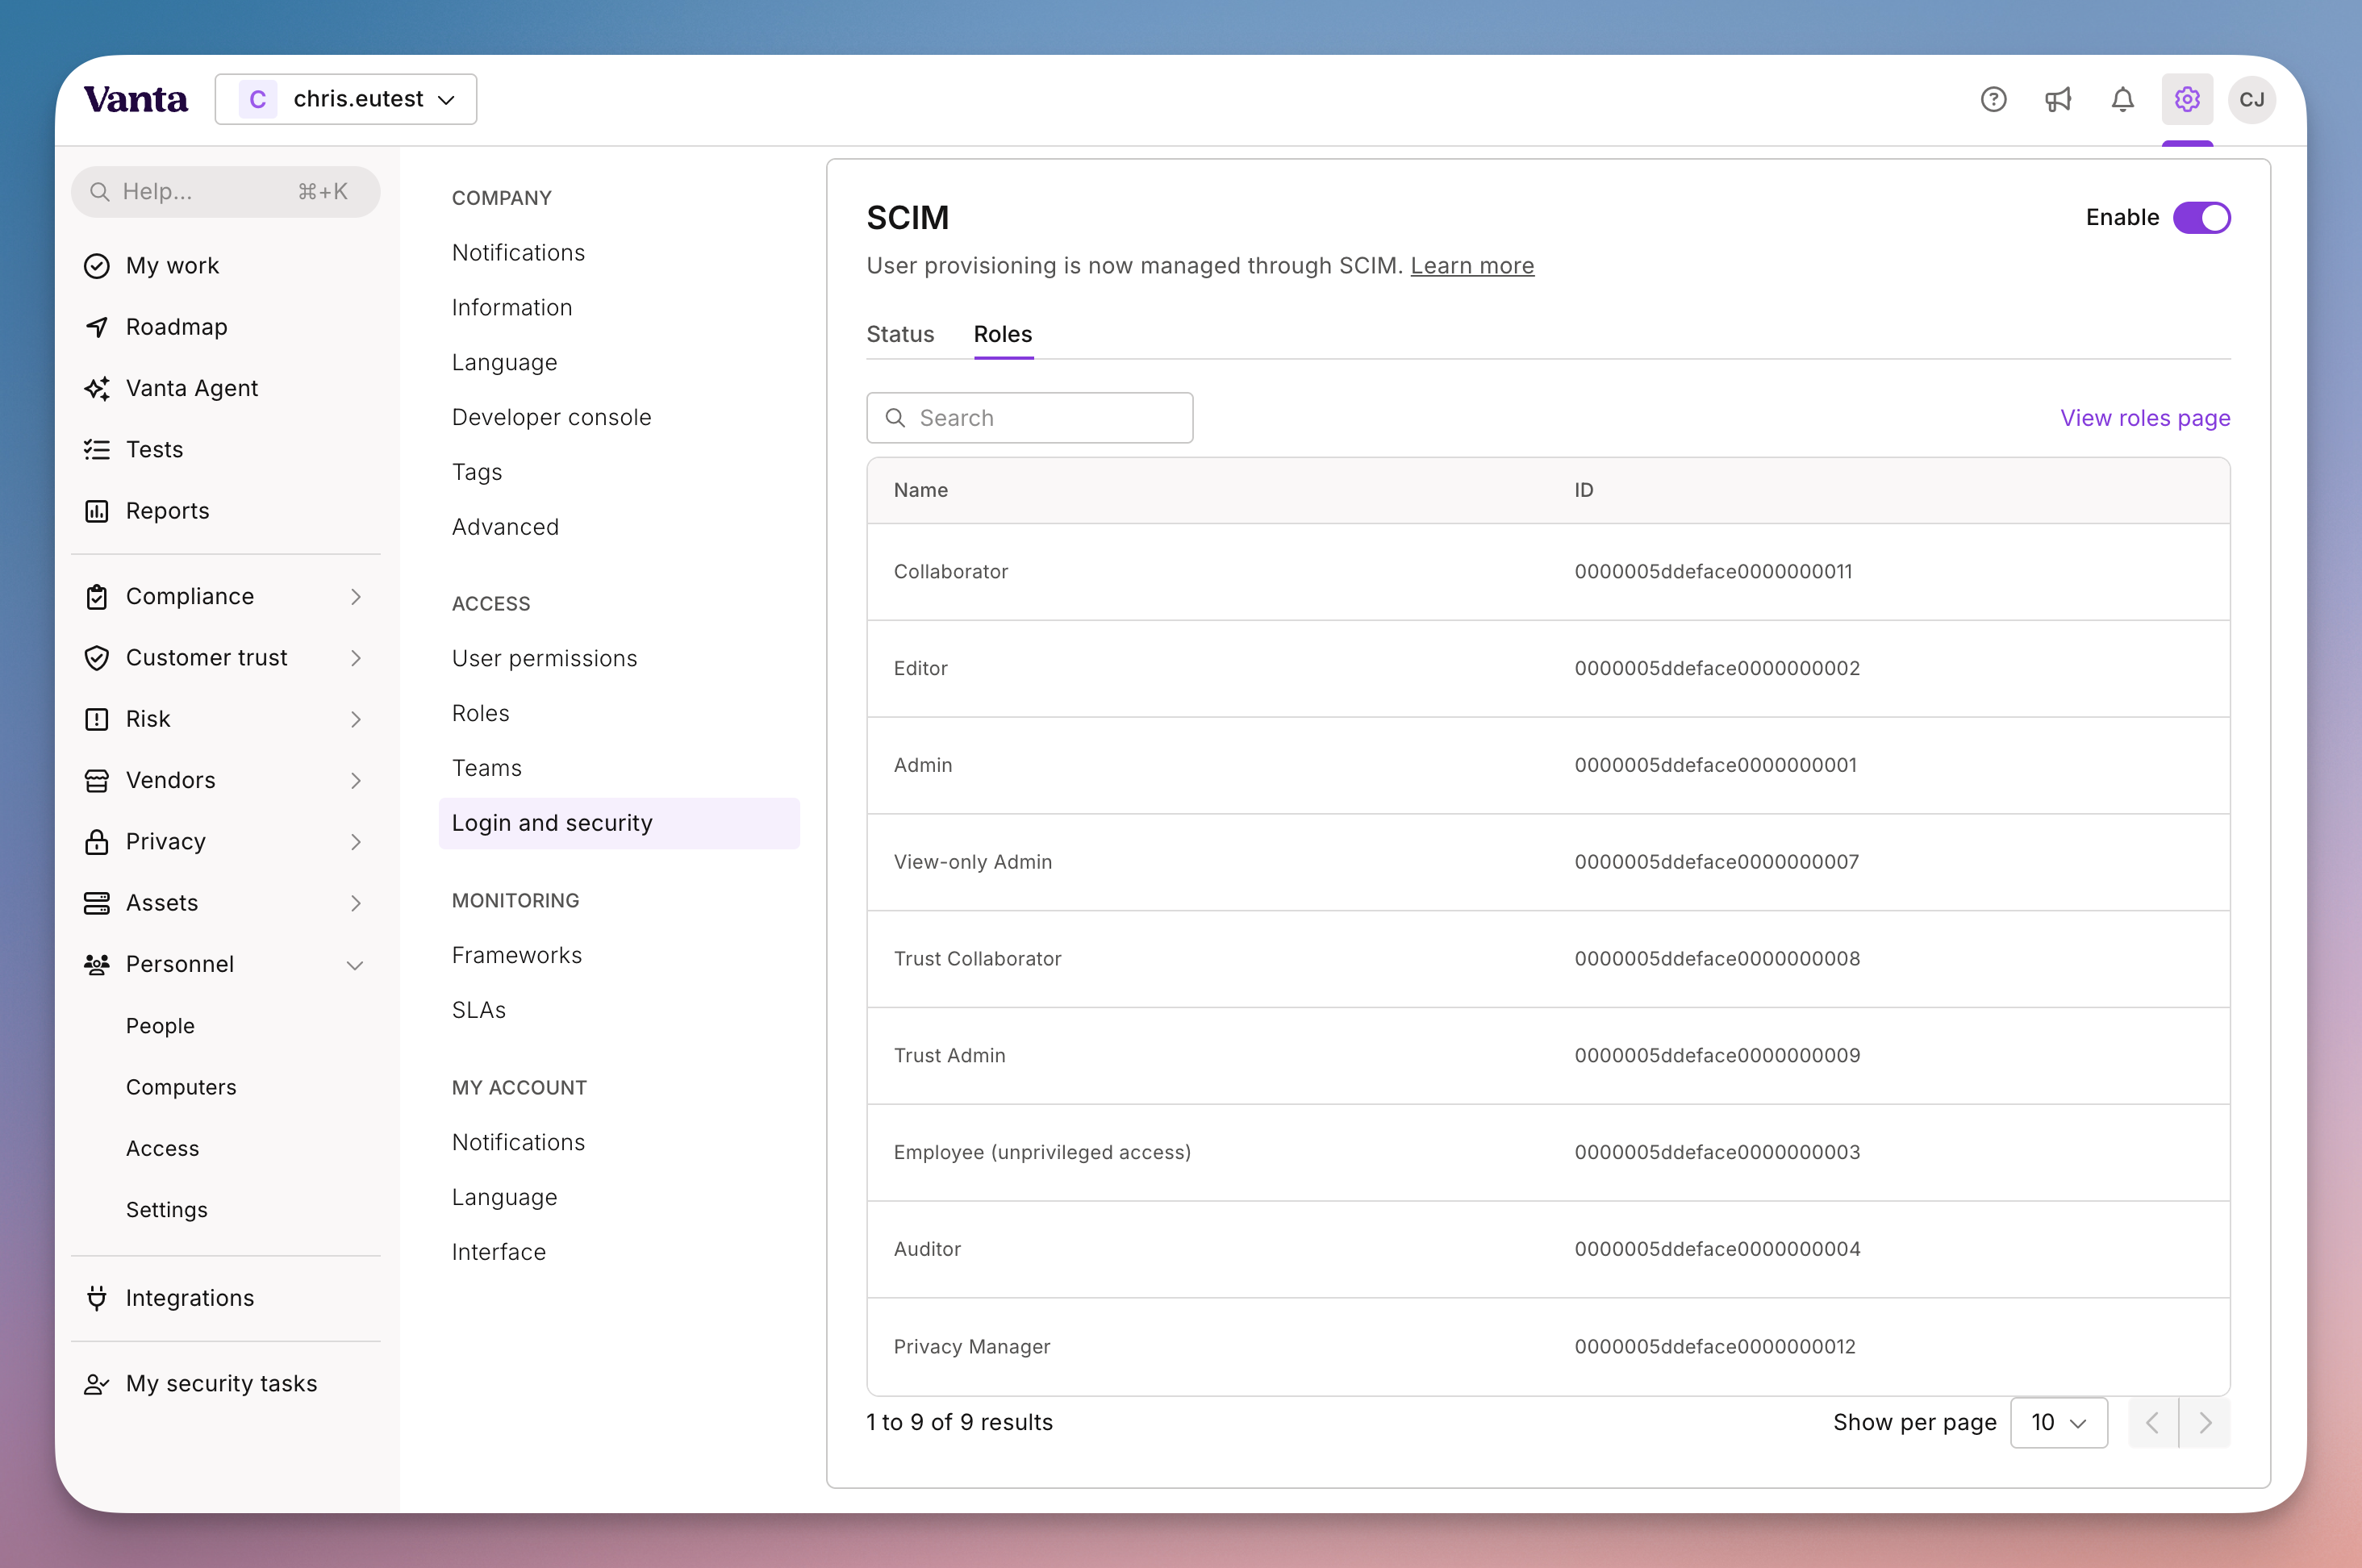 Vanta
C chris.eutest
CJ
Help... ⌘+K
My work
Roadmap
Vanta Agent
Tests
Reports
Compliance
Customer trust
Risk
Vendors
Privacy
Assets
Personnel
People
Computers
Access
Settings
Integrations
My security tasks
COMPANY
Notifications
Information
Language
Developer console
Tags
Advanced
ACCESS
User permissions
Roles
Teams
Login and security
MONITORING
Frameworks
SLAs
MY ACCOUNT
Notifications
Language
Interface
SCIM
Enable
User provisioning is now managed through SCIM. Learn more
Status Roles
Search
View roles page
Name ID
Collaborator 0000005ddeface0000000011
Editor 0000005ddeface0000000002
Admin 0000005ddeface0000000001
View-only Admin 0000005ddeface0000000007
Trust Collaborator 0000005ddeface0000000008
Trust Admin 0000005ddeface0000000009
Employee (unprivileged access) 0000005ddeface0000000003
Auditor 0000005ddeface0000000004
Privacy Manager 0000005ddeface0000000012
1 to 9 of 9 results
Show per page 10